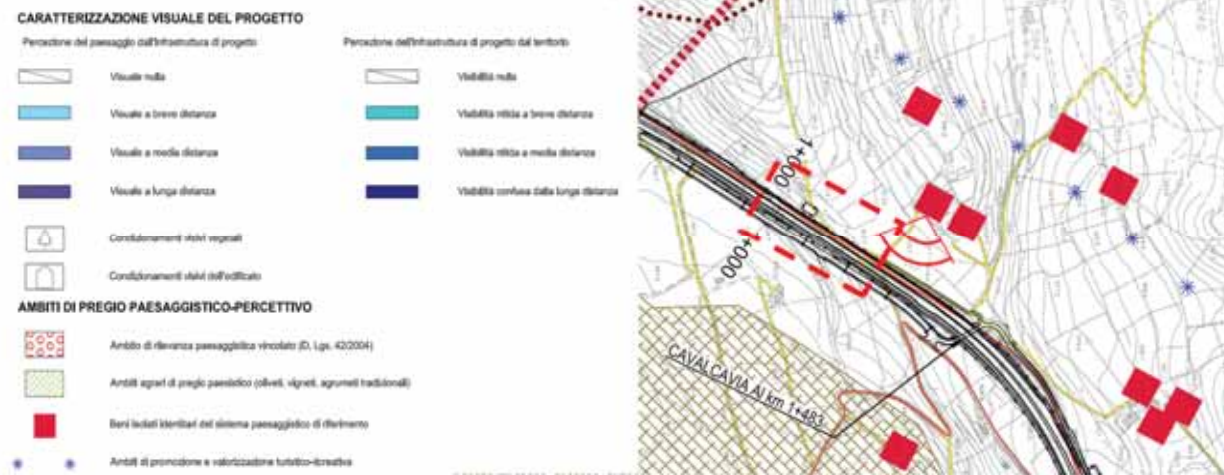 CARATTERIZZAZIONE VISUALE DEL PROGETTO
Percezione del paesaggio dall'infrastruttura di progetto
Visuale nulla
Visuale a breve distanza
Visuale a media distanza
Visuale a lunga distanza
Condizionamenti visivi vegetali
Condizionamenti visivi dell'edificato
Percezione dell'infrastruttura di progetto dal territorio
Visibilità nulla
Visibilità nitida a breve distanza
Visibilità nitida a media distanza
Visibilità confusa dalla lunga distanza
AMBITI DI PREGIO PAESAGGISTICO-PERCETTIVO
Ambito di rilevanza paesaggistica vincolato (D. Lgs. 42/2004)
Ambiti agrari di pregio paesistico (oliveti, vigneti, agrumeti tradizionali)
Beni isolati identitari del sistema paesaggistico di riferimento
Ambiti di promozione e valorizzazione turistico-ricreativa
1+000
1+000
CAVALCAVIA Al km 1+483